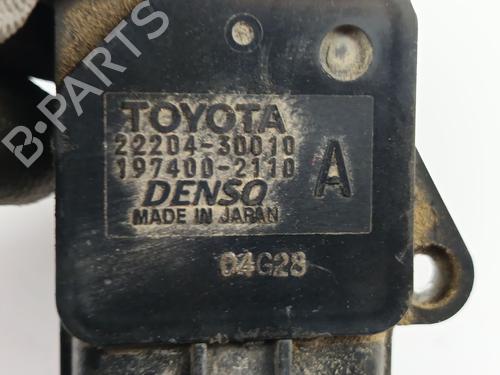 B-PARTS
TOYOTA
22204-30010
197400-2110
A
DENSO
MADE IN JAPAN
04G28